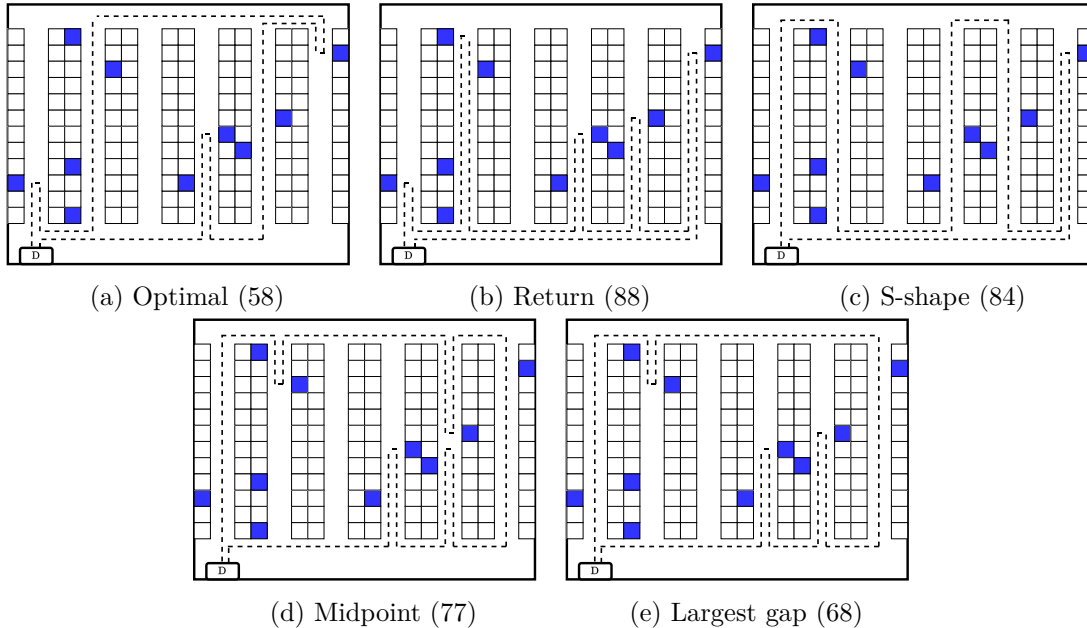 D
D
(a) Optimal (58)
(b) Return (88)
(c) S-shape (84)
D
D
D
(d) Midpoint (77)
(e) Largest gap (68)